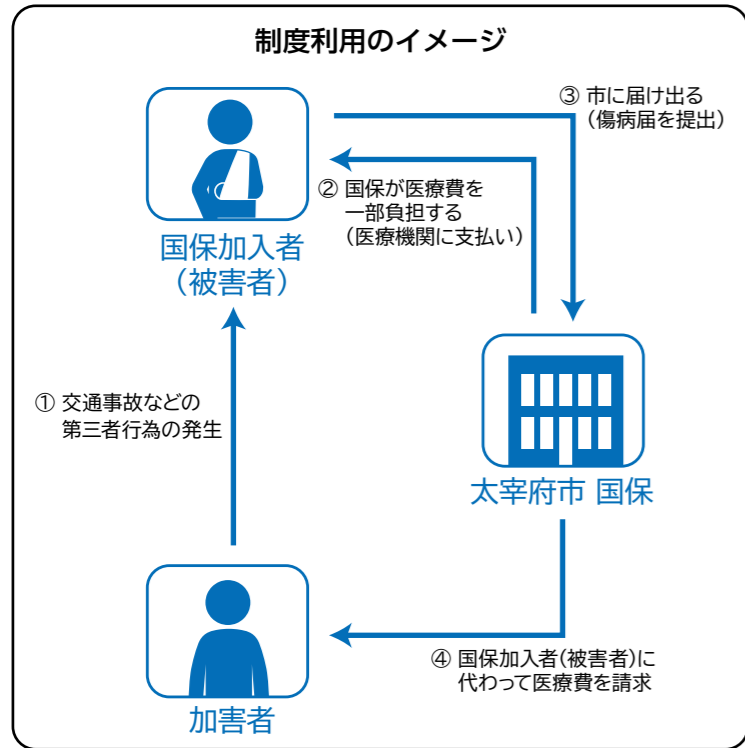 制度利用のイメージ
③ 市に届け出る
（傷病届を提出）
② 国保が医療費を
一部負担する
（医療機関に支払い）
国保加入者
（被害者）
① 交通事故などの
第三者行為の発生
太宰府市 国保
④ 国保加入者(被害者)に
代わって医療費を請求
加害者